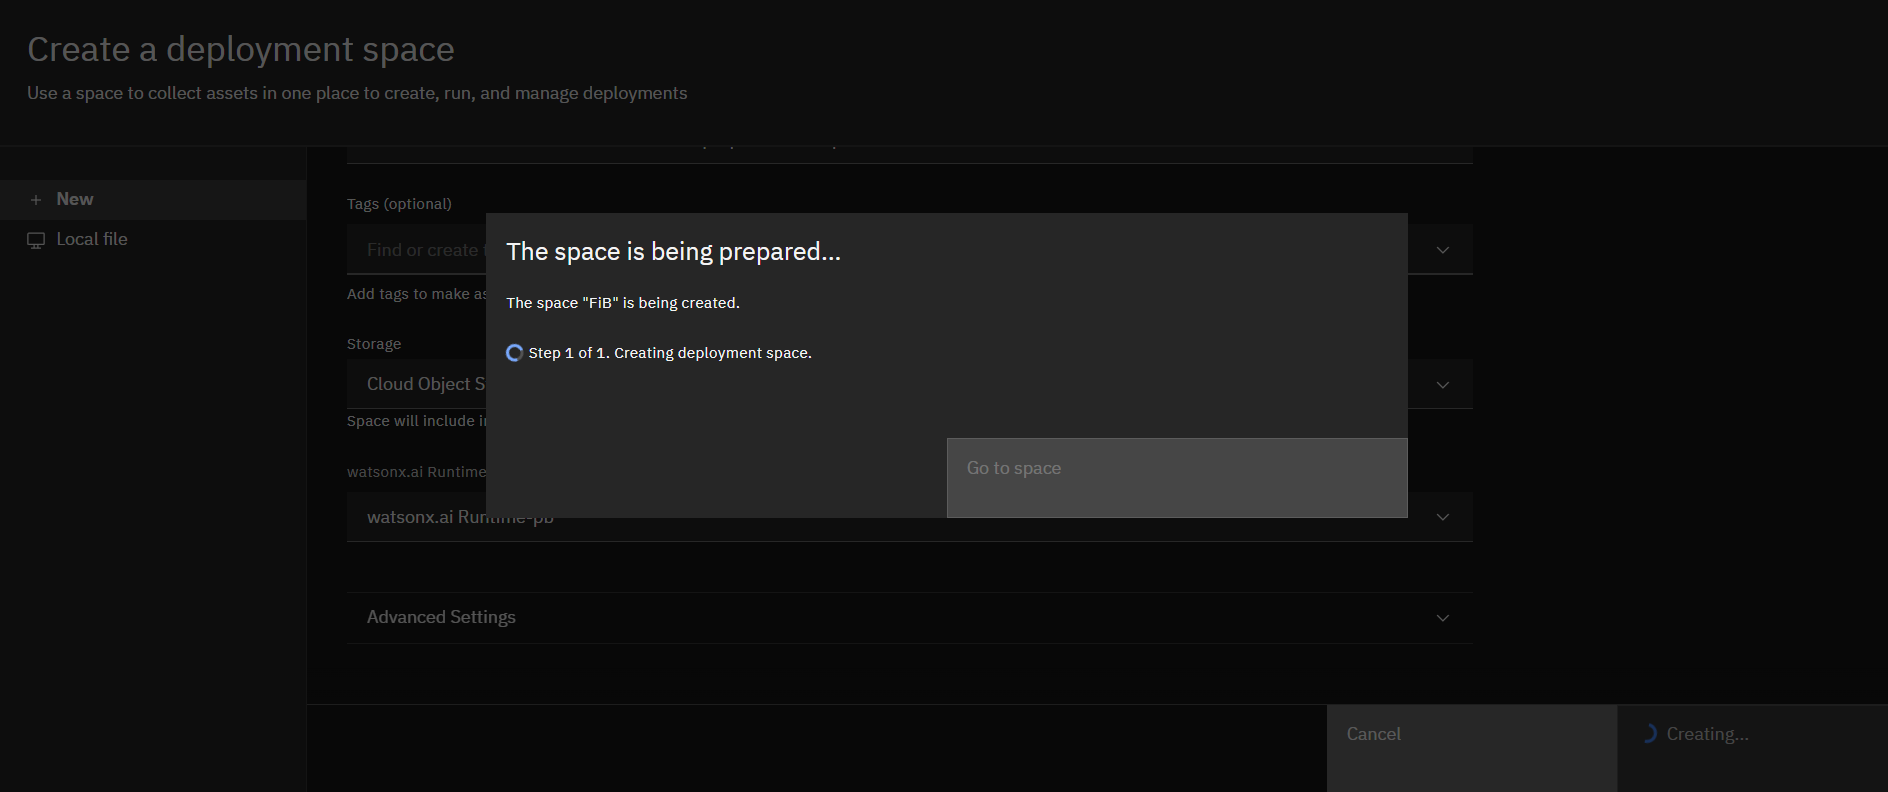 Create a deployment space
Use a space to collect assets in one place to create, run, and manage deployments
New
Local file
Tags (optional)
Find or create
Add tags to make
Storage
Cloud Object
Space will include
watsonx.ai Runtime
watsonx.ai Runtime-pb
Advanced Settings
The space is being prepared...
The space "FiB" is being created.
Step 1 of 1. Creating deployment space.
Go to space
Cancel
Creating...